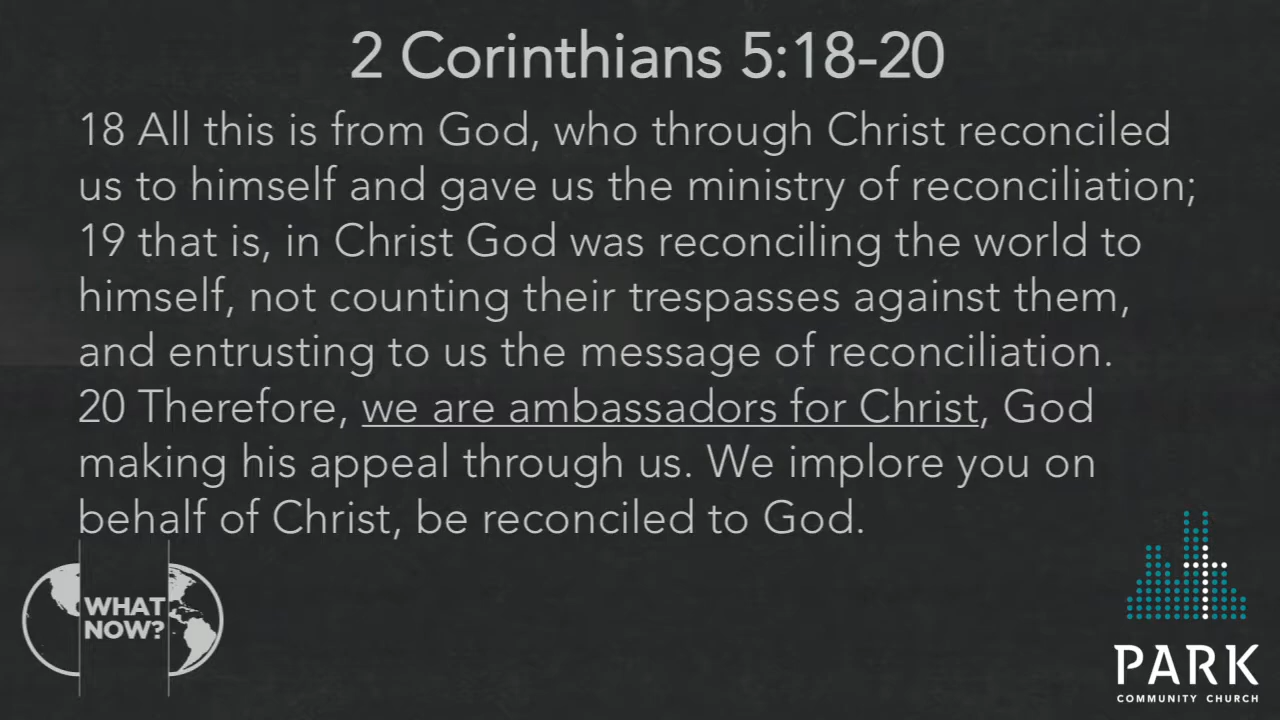 2 Corinthians 5:18-20
18 All this is from God, who through Christ reconciled
us to himself and gave us the ministry of reconciliation;
19 that is, in Christ God was reconciling the world to
himself, not counting their trespasses against them,
and entrusting to us the message of reconciliation.
20 Therefore, we are ambassadors for Christ, God
making his appeal through us. We implore you on
behalf of Christ, be reconciled to God.
WHAT
NOW?
PARK
COMMUNITY CHURCH